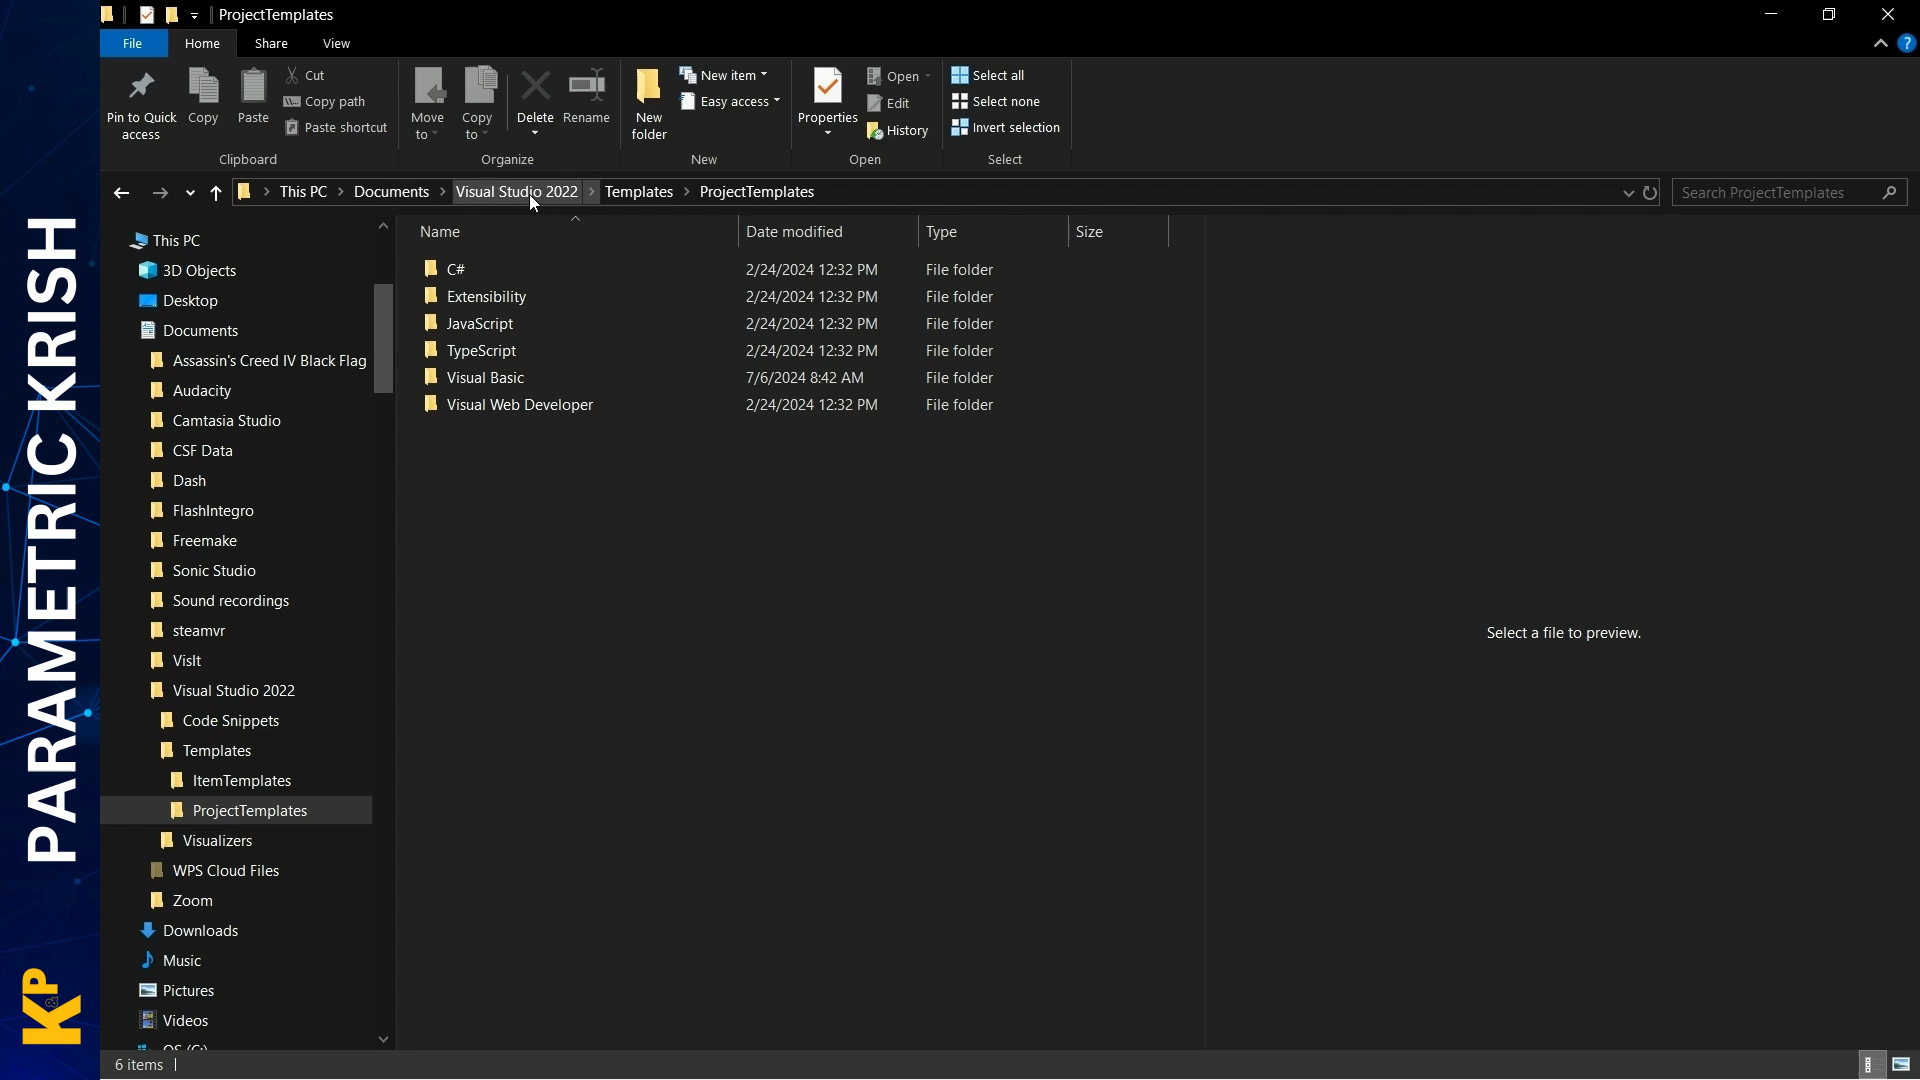 ProjectTemplates
File Home Share View
Pin to Quick access
Copy
Paste
Cut
Copy path
Paste shortcut
Clipboard
Move to
Copy to
Delete
Rename
Organize
New folder
New item
Easy access
New
Properties
Open
Edit
History
Open
Select all
Select none
Invert selection
Select
This PC > Documents > Visual Studio 2022 > Templates > ProjectTemplates
Search ProjectTemplates
This PC
3D Objects
Desktop
Documents
Assassin's Creed IV Black Flag
Audacity
Camtasia Studio
CSF Data
Dash
FlashIntegro
Freemake
Sonic Studio
Sound recordings
steamvr
VisIt
Visual Studio 2022
Code Snippets
Templates
ItemTemplates
ProjectTemplates
Visualizers
WPS Cloud Files
Zoom
Downloads
Music
Pictures
Videos
Name Date modified Type Size
C# 2/24/2024 12:32 PM File folder
Extensibility 2/24/2024 12:32 PM File folder
JavaScript 2/24/2024 12:32 PM File folder
TypeScript 2/24/2024 12:32 PM File folder
Visual Basic 7/6/2024 8:42 AM File folder
Visual Web Developer 2/24/2024 12:32 PM File folder
Select a file to preview.
6 items
PARAMETRIC KRISH
KP